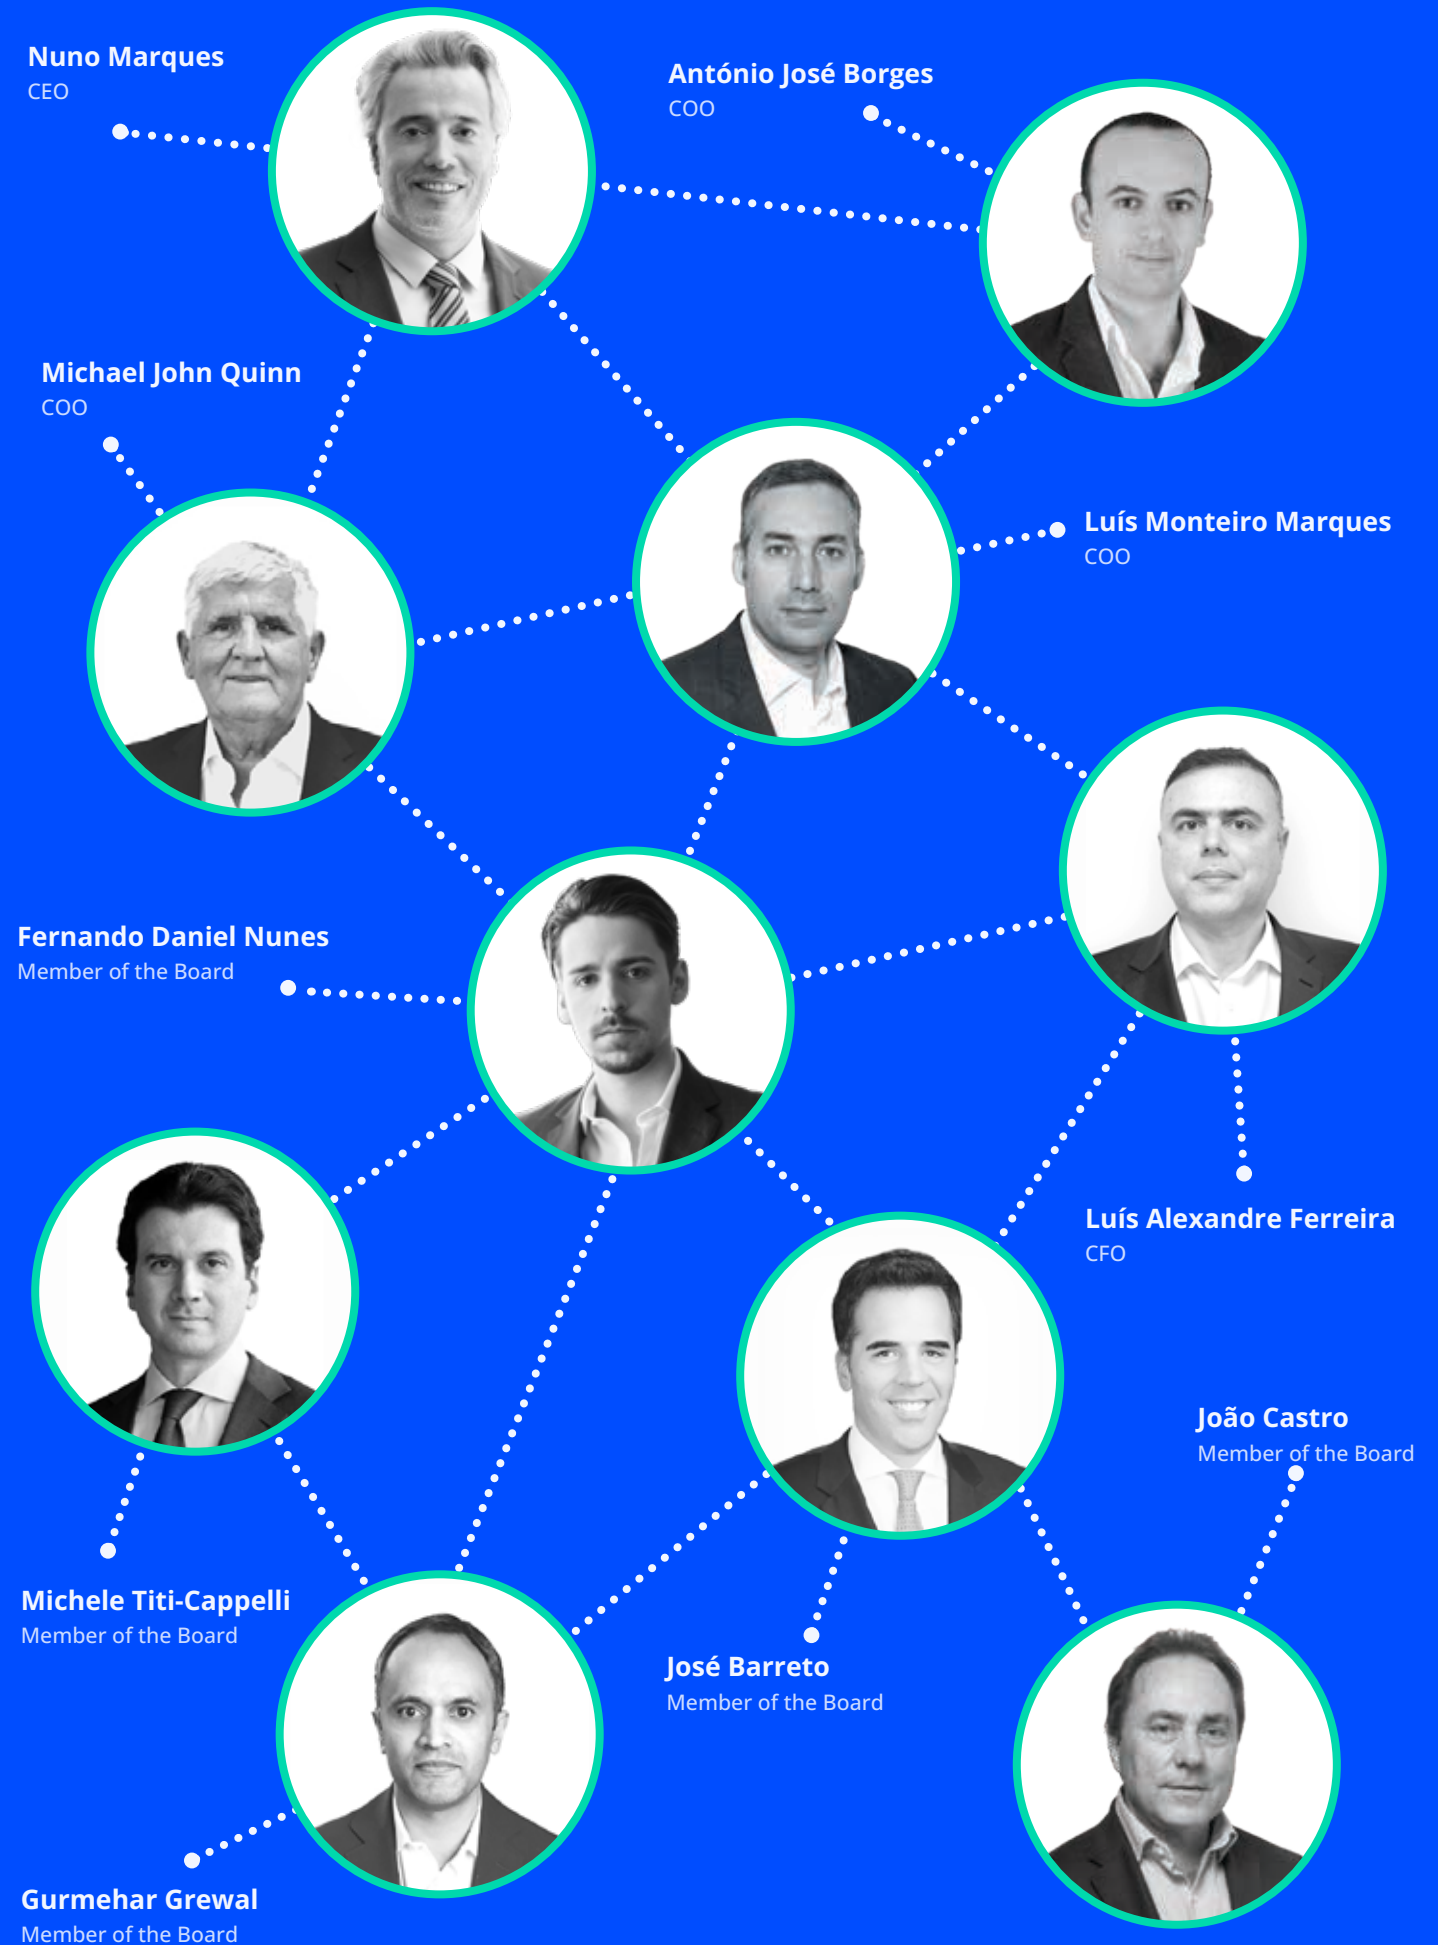 Nuno Marques
CEO
António José Borges
COO
Michael John Quinn
COO
Luís Monteiro Marques
COO
Fernando Daniel Nunes
Member of the Board
Luís Alexandre Ferreira
CFO
João Castro
Member of the Board
Michele Titi-Cappelli
Member of the Board
José Barreto
Member of the Board
Gurmehar Grewal
Member of the Board